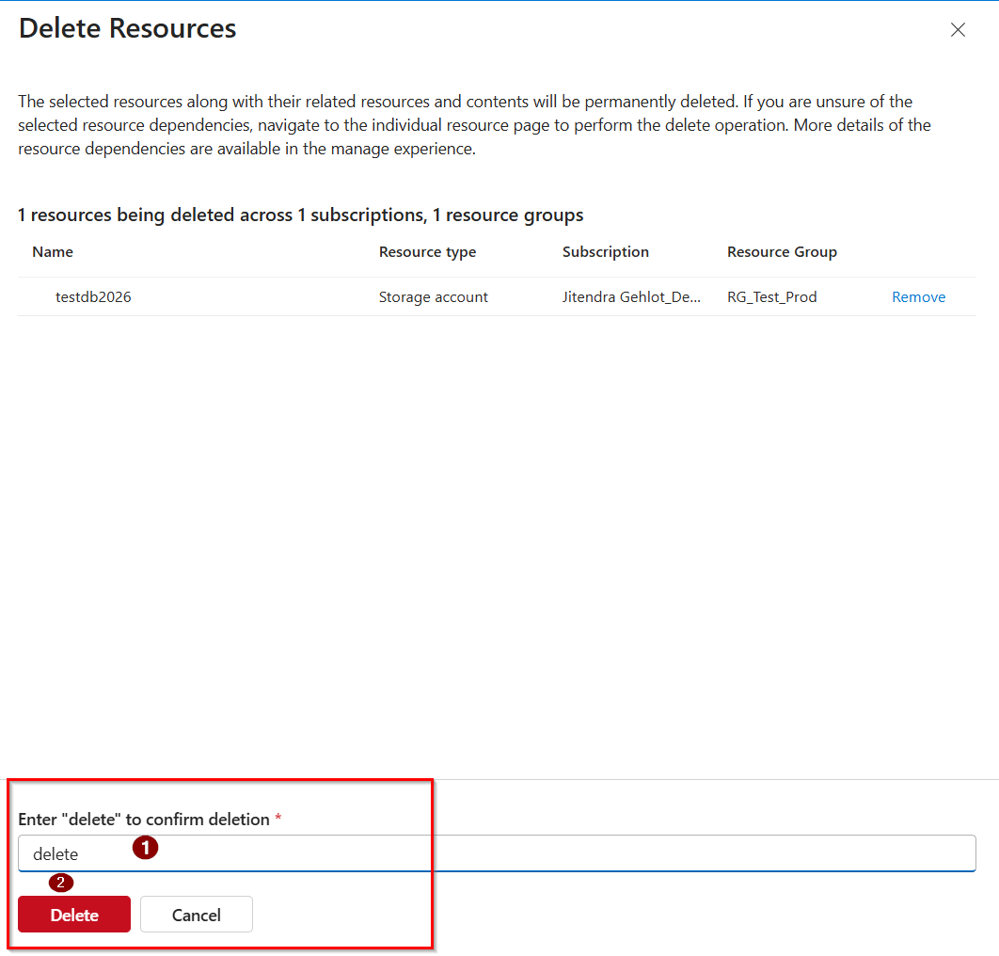 Delete Resources
The selected resources along with their related resources and contents will be permanently deleted. If you are unsure of the
selected resource dependencies, navigate to the individual resource page to perform the delete operation. More details of the
resource dependencies are available in the manage experience.
1 resources being deleted across 1 subscriptions, 1 resource groups
Name Resource type Subscription Resource Group
testdb2026 Storage account Jitendra Gehlot_De... RG_Test_Prod Remove
Enter "delete" to confirm deletion *
delete 1
2
Delete Cancel